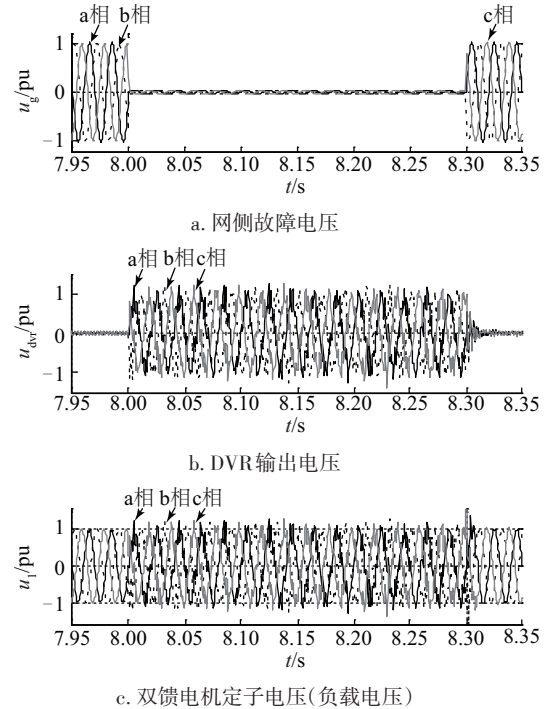 a相 b相 c相
1
0
−1
u_g/pu
7.95 8.00 8.05 8.10 8.15 8.20 8.25 8.30 8.35
t/s
a. 网侧故障电压
a相 b相 c相
1
0
−1
u_dvr/pu
7.95 8.00 8.05 8.10 8.15 8.20 8.25 8.30 8.35
t/s
b. DVR输出电压
a相 b相 c相
1
0
−1
u_1/pu
7.95 8.00 8.05 8.10 8.15 8.20 8.25 8.30 8.35
t/s
c. 双馈电机定子电压(负载电压)